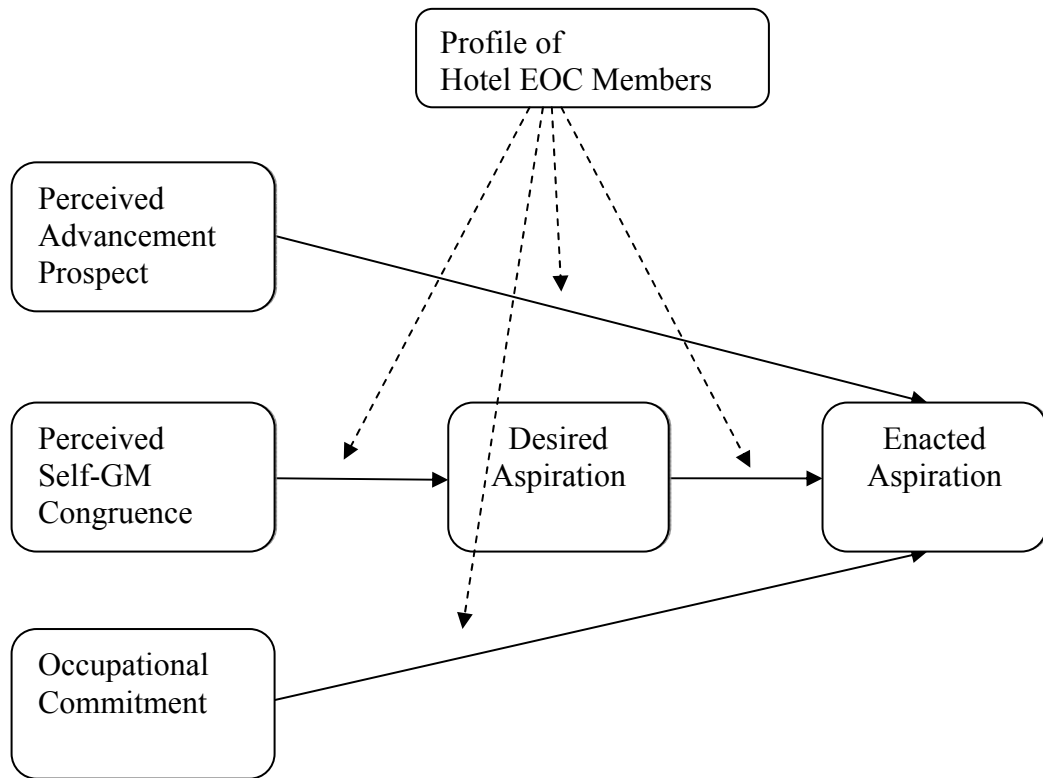 Profile of
Hotel EOC Members
Perceived
Advancement
Prospect
Perceived
Self-GM
Congruence
Desired
Aspiration
Enacted
Aspiration
Occupational
Commitment